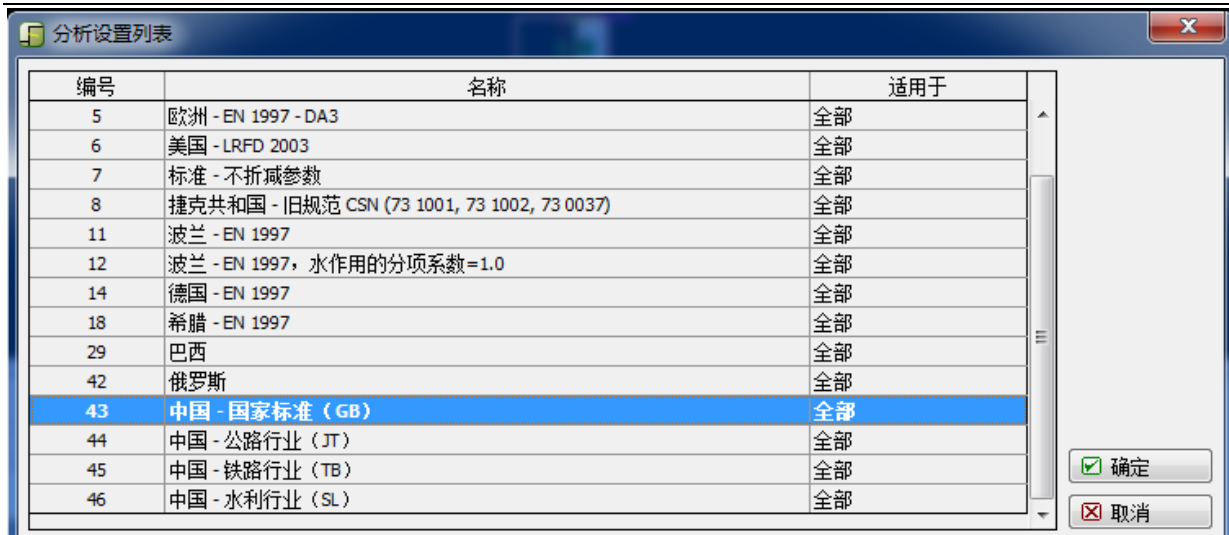 分析设置列表
编号 名称 适用于
5 欧洲 - EN 1997 - DA3 全部
6 美国 - LRFD 2003 全部
7 标准 - 不折减参数 全部
8 捷克共和国 - 旧规范 CSN (73 1001, 73 1002, 73 0037) 全部
11 波兰 - EN 1997 全部
12 波兰 - EN 1997，水作用的分项系数=1.0 全部
14 德国 - EN 1997 全部
18 希腊 - EN 1997 全部
29 巴西 全部
42 俄罗斯 全部
43 中国 - 国家标准（GB） 全部
44 中国 - 公路行业（JT） 全部
45 中国 - 铁路行业（TB） 全部
46 中国 - 水利行业（SL） 全部
确定
取消